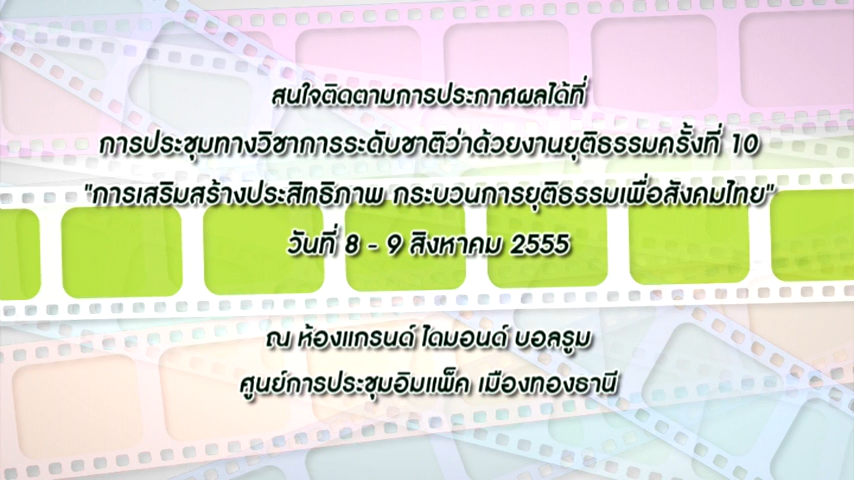 สนใจติดตามการประกาศผลได้ที่
การประชุมทางวิชาการระดับชาติว่าด้วยงานยุติธรรมครั้งที่ 10
"การเสริมสร้างประสิทธิภาพ กระบวนการยุติธรรมเพื่อสังคมไทย"
วันที่ 8 - 9 สิงหาคม 2555
ณ ห้องแกรนด์ ไดมอนด์ บอลรูม
ศูนย์การประชุมอิมแพ็ค เมืองทองธานี